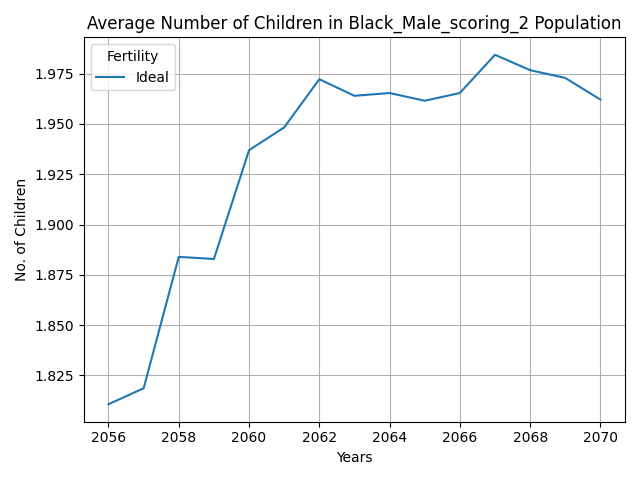 Average Number of Children in Black_Male_scoring_2 Population
Fertility
Ideal
1.975
1.950
1.925
1.900
1.875
1.850
1.825
No. of Children
2056 2058 2060 2062 2064 2066 2068 2070
Years